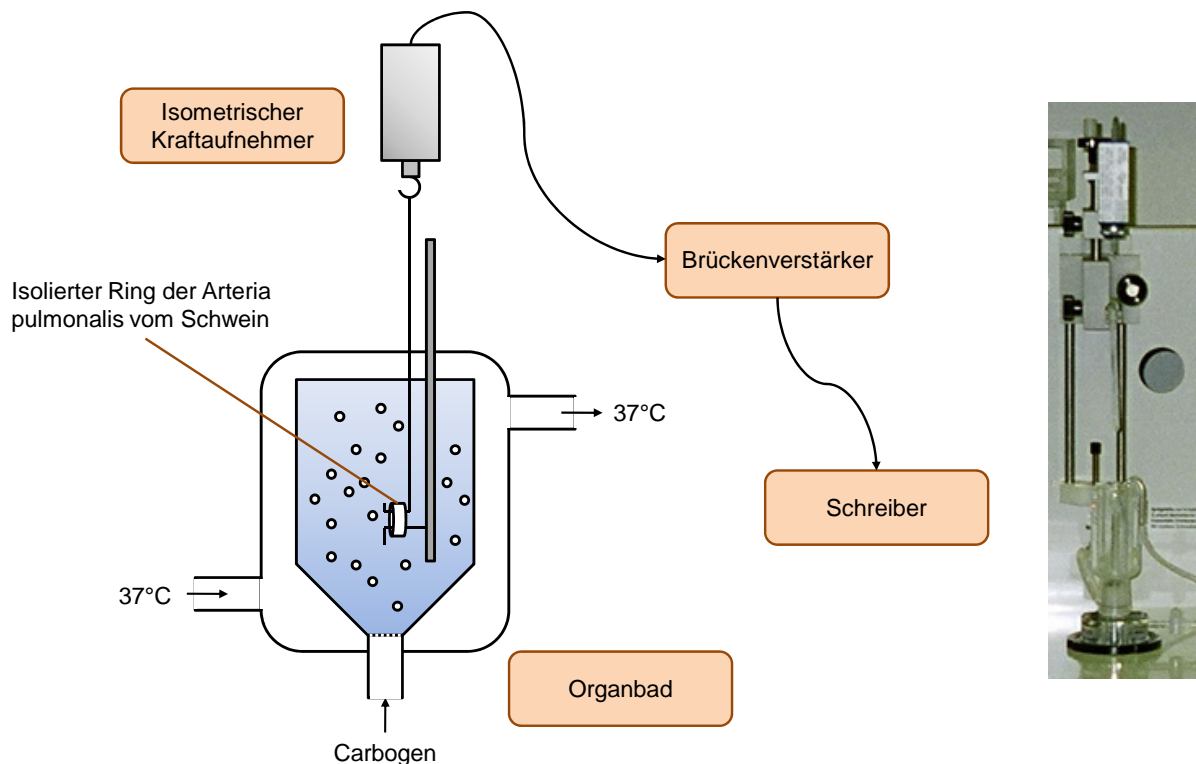 Isometrischer
Kraftaufnehmer
Brückenverstärker
Isolierter Ring der Arteria
pulmonalis vom Schwein
37°C
Schreiber
37°C
Organbad
Carbogen